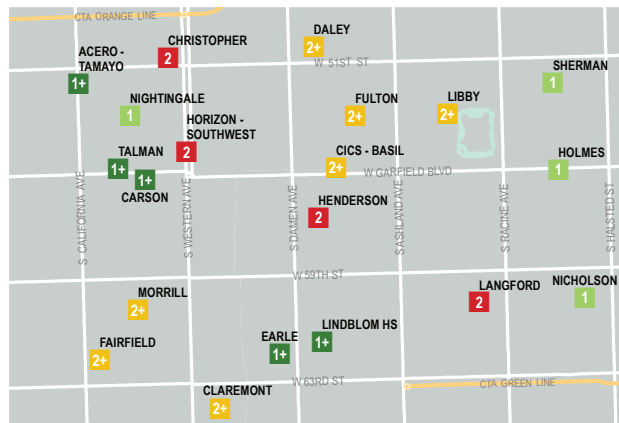 CTA ORANGE LINE
DALEY
2+
CHRISTOPHER
2
ACERO -
TAMAYO
1+
W 51ST ST
SHERMAN
1
NIGHTINGALE
1
FULTON
2+
LIBBY
2+
HORIZON -
SOUTHWEST
2
TALMAN
1+
CARSON
1+
CICS - BASIL
2+
W GARFIELD BLVD
HOLMES
1
S CALIFORNIA AVE
S WESTERN AVE
S DAMEN AVE
S ASHLAND AVE
S RACINE AVE
S HALSTED ST
HENDERSON
2
W 59TH ST
MORRILL
2+
LANGFORD
2
NICHOLSON
1
FAIRFIELD
2+
EARLE
1+
LINDBLOM HS
1+
W 63RD ST
CTA GREEN LINE
CLAREMONT
2+